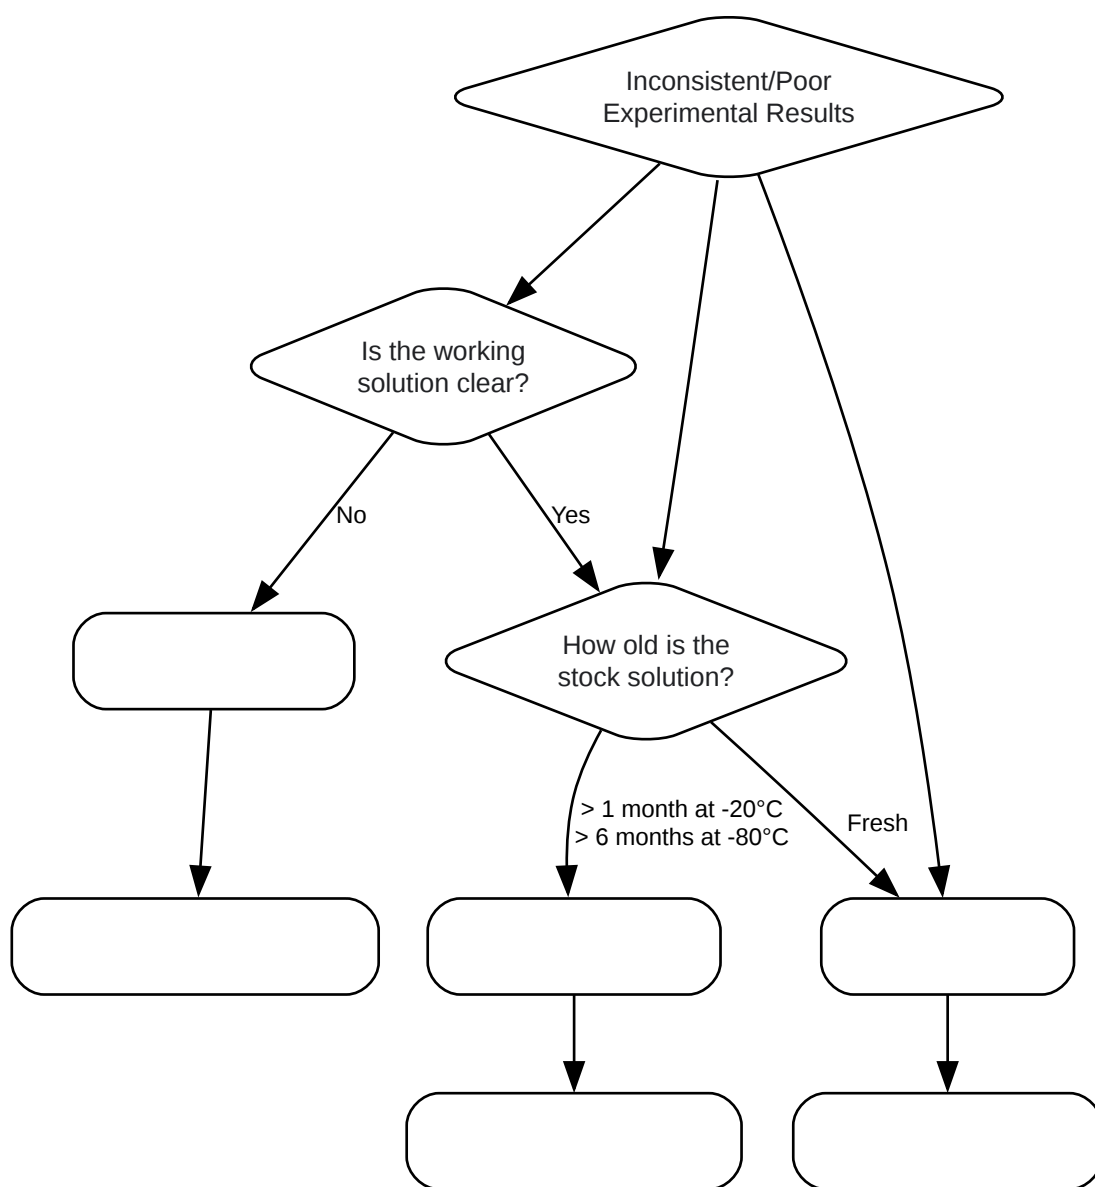 Inconsistent/Poor
Experimental Results
Is the working
solution clear?
No
Yes
How old is the
stock solution?
> 1 month at -20°C
> 6 months at -80°C
Fresh